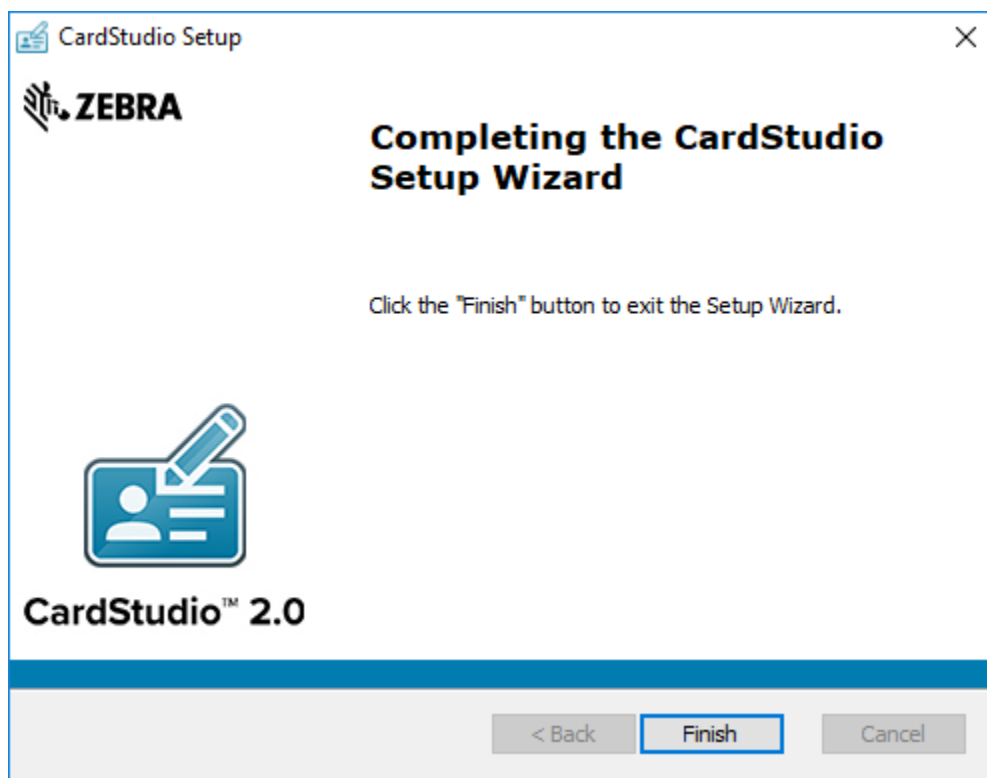 CardStudio Setup
ZEBRA
Completing the CardStudio
Setup Wizard
Click the "Finish" button to exit the Setup Wizard.
CardStudio™ 2.0
< Back
Finish
Cancel